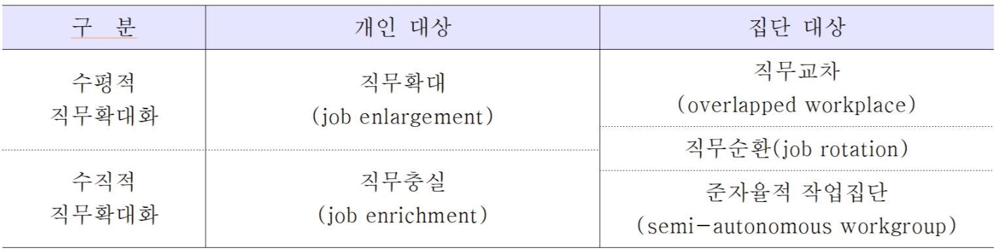 구 분
개인 대상
집단 대상
수평적
직무확대화
직무확대
(job enlargement)
직무교차
(overlapped workplace)
직무순환(job rotation)
수직적
직무확대화
직무충실
(job enrichment)
준자율적 작업집단
(semi-autonomous workgroup)